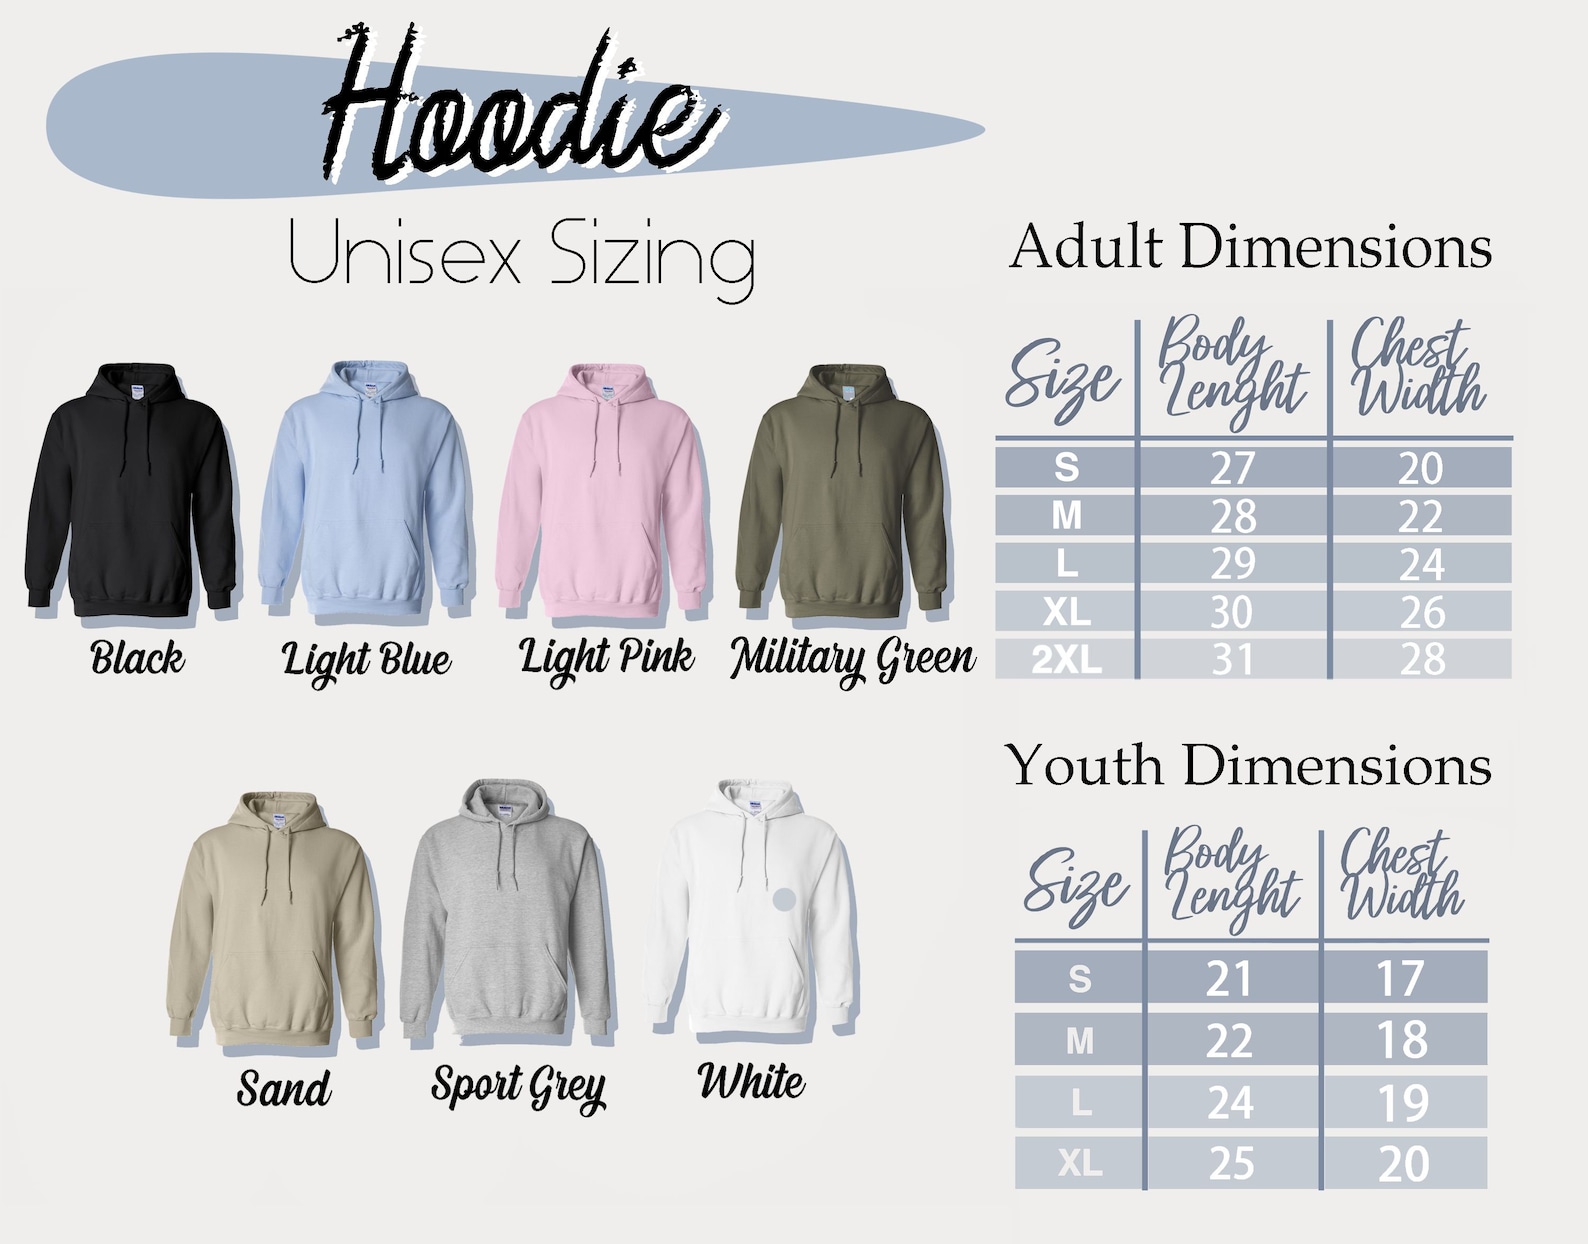 Hoodie
Unisex Sizing
Black
Light Blue
Light Pink
Military Green
Sand
Sport Grey
White
Adult Dimensions
Size Body Lenght Chest Width
S 27 20
M 28 22
L 29 24
XL 30 26
2XL 31 28
Youth Dimensions
Size Body Lenght Chest Width
S 21 17
M 22 18
L 24 19
XL 25 20